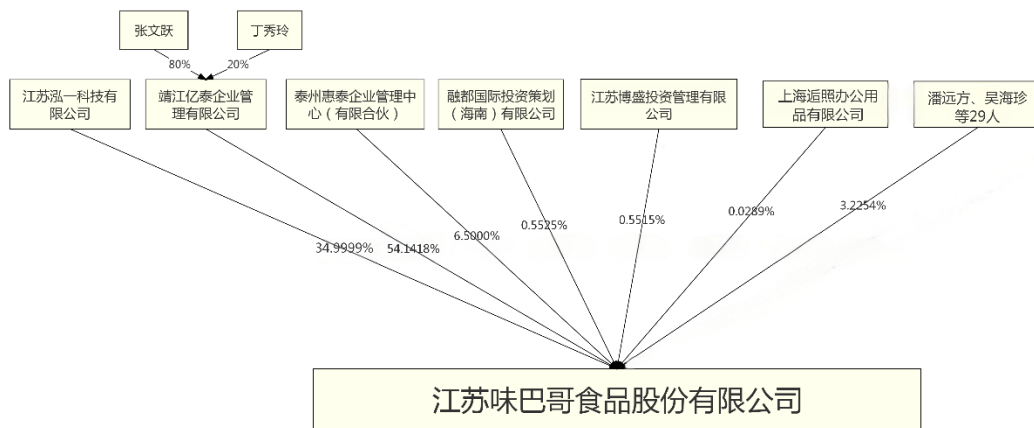 张文跃
丁秀玲
80%
20%
江苏泓一科技有
限公司
靖江亿泰企业管
理有限公司
泰州惠泰企业管理中
心（有限合伙）
融都国际投资策划
（海南）有限公司
江苏博盛投资管理有限
公司
上海逅照办公用
品有限公司
潘远方、吴海珍
等29人
34.9999%
54.1418%
6.5000%
0.5525%
0.5515%
0.0289%
3.2254%
江苏味巴哥食品股份有限公司